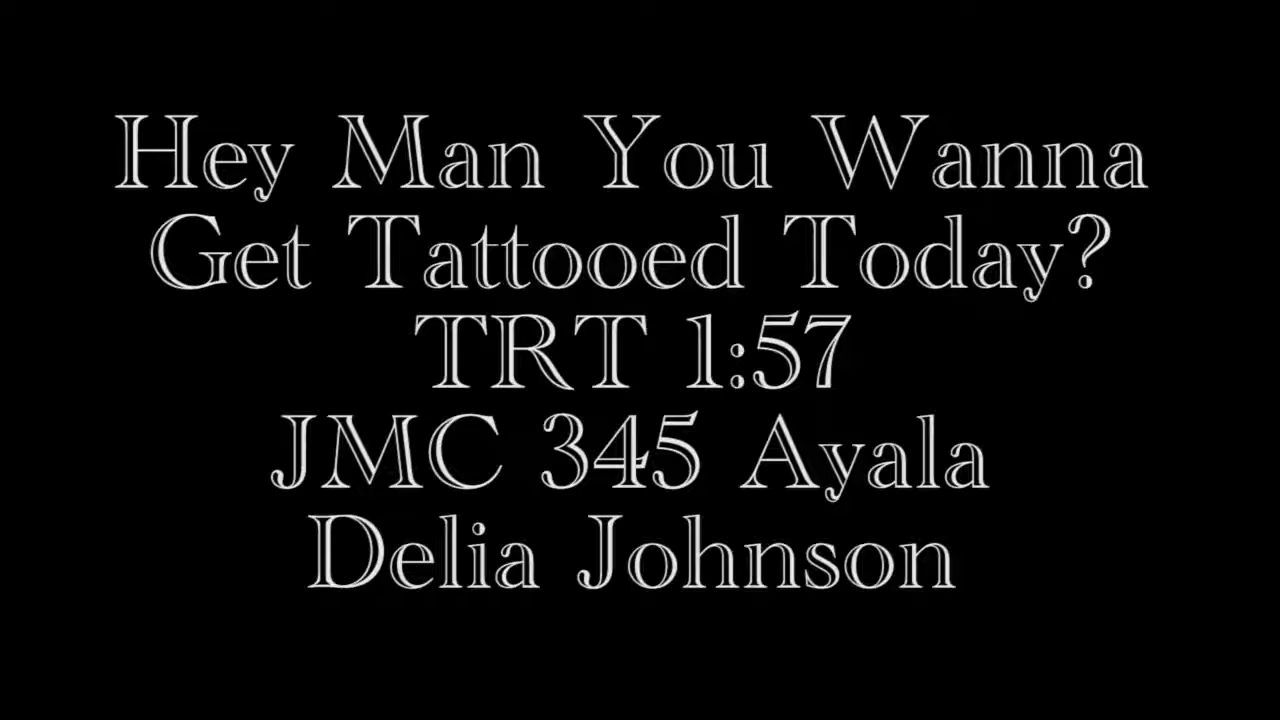 Hey Man You Wanna
Get Tattooed Today?
TRT 1:57
JMC 345 Ayala
Delia Johnson